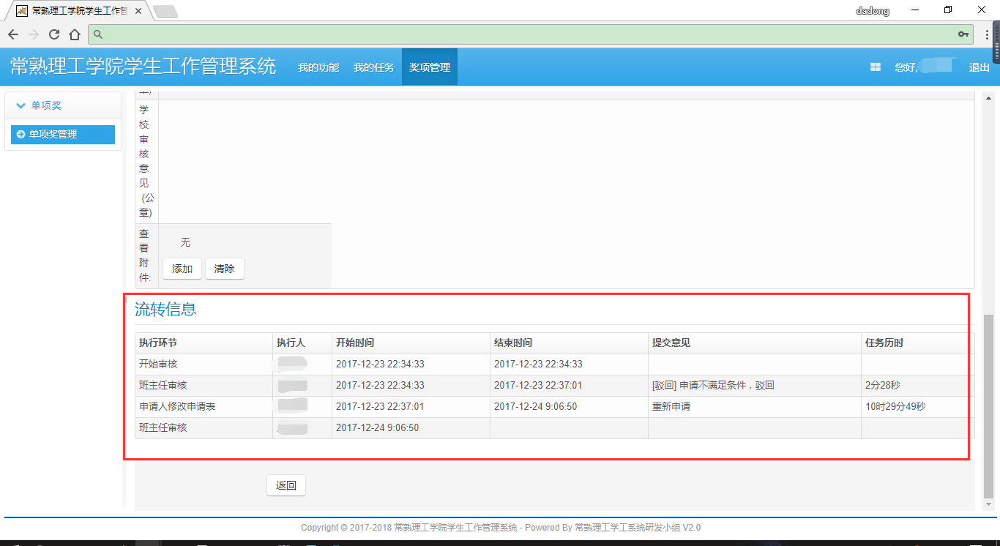 常熟理工学院学生工作管
dadong
常熟理工学院学生工作管理系统 我的功能 我的任务 奖项管理 您好, 退出
单项奖
单项奖管理
学
校
审
核
意
见
(公
章)
查
看
附
件:
无
添加 清除
流转信息
执行环节 执行人 开始时间 结束时间 提交意见 任务历时
开始审核 2017-12-23 22:34:33 2017-12-23 22:34:33
班主任审核 2017-12-23 22:34:33 2017-12-23 22:37:01 [驳回] 申请不满足条件，驳回 2分28秒
申请人修改申请表 2017-12-23 22:37:01 2017-12-24 9:06:50 重新申请 10时29分49秒
班主任审核 2017-12-24 9:06:50
返回
Copyright © 2017-2018 常熟理工学院学生工作管理系统 - Powered By 常熟理工学工系统研发小组 V2.0